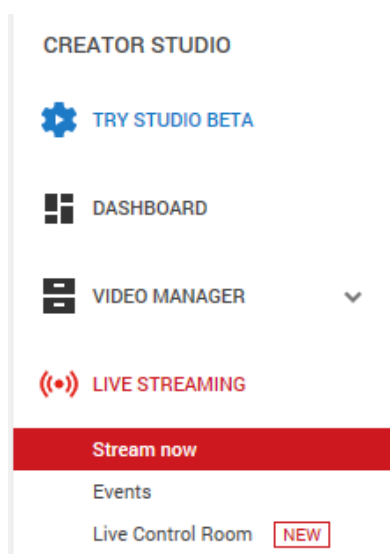 CREATOR STUDIO
TRY STUDIO BETA
DASHBOARD
VIDEO MANAGER
LIVE STREAMING
Stream now
Events
Live Control Room NEW